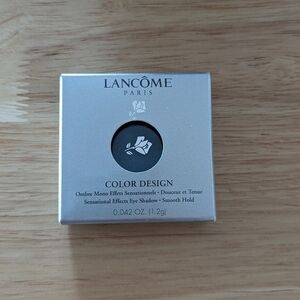 LANCÔME
PARIS
COLOR DESIGN
Ombre Mono Effets Sensationnels • Douceur et Tenue
Sensational Effects Eye Shadow • Smooth Hold
0.042 OZ. (1.2g)